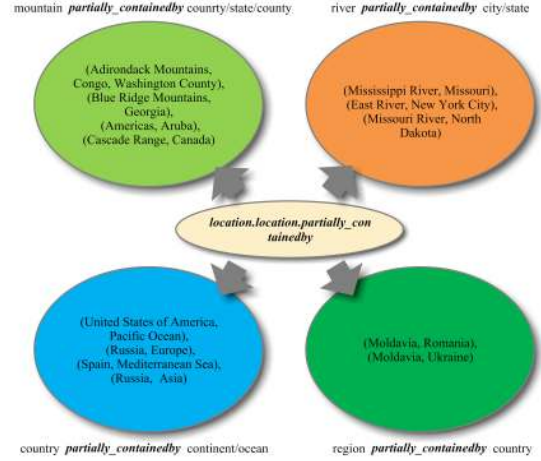 mountain partially_containedby counrty/state/county
river partially_containedby city/state
(Adirondack Mountains,
Congo, Washington County),
(Blue Ridge Mountains,
Georgia),
(Americas, Aruba),
(Cascade Range, Canada)
(Mississippi River, Missouri),
(East River, New York City),
(Missouri River, North
Dakota)
location.location.partially_con
tainedby
(United States of America,
Pacific Ocean),
(Russia, Europe),
(Spain, Mediterranean Sea),
(Russia, Asia)
(Moldavia, Romania),
(Moldavia, Ukraine)
country partially_containedby continent/ocean
region partially_containedby country